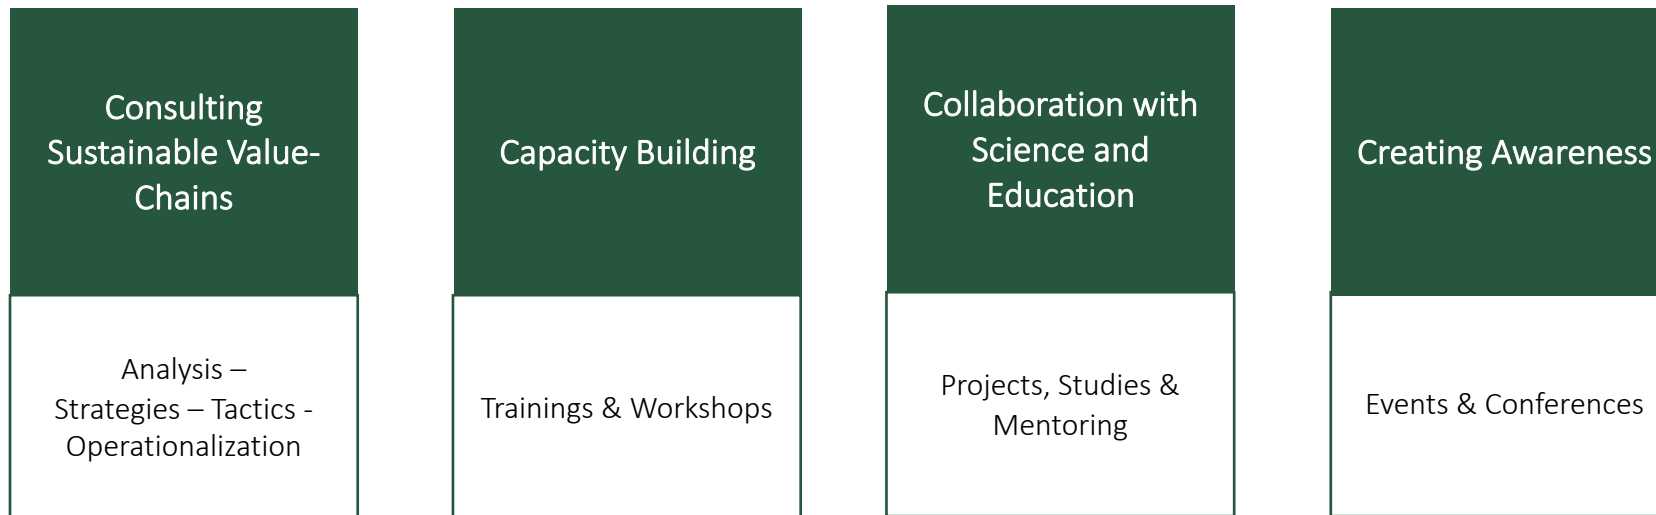 Consulting
Sustainable Value-
Chains
Analysis –
Strategies – Tactics -
Operationalization
Capacity Building
Trainings & Workshops
Collaboration with
Science and
Education
Projects, Studies &
Mentoring
Creating Awareness
Events & Conferences